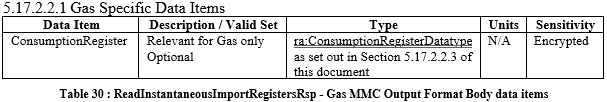 5.17.2.2.1 Gas Specific Data Items
Data Item Description / Valid Set Type Units Sensitivity
ConsumptionRegister Relevant for Gas only ra:ConsumptionRegisterDatatype N/A Encrypted
Optional as set out in Section 5.17.2.2.3 of
this document
Table 30 : ReadInstantaneousImportRegistersRsp - Gas MMC Output Format Body data items